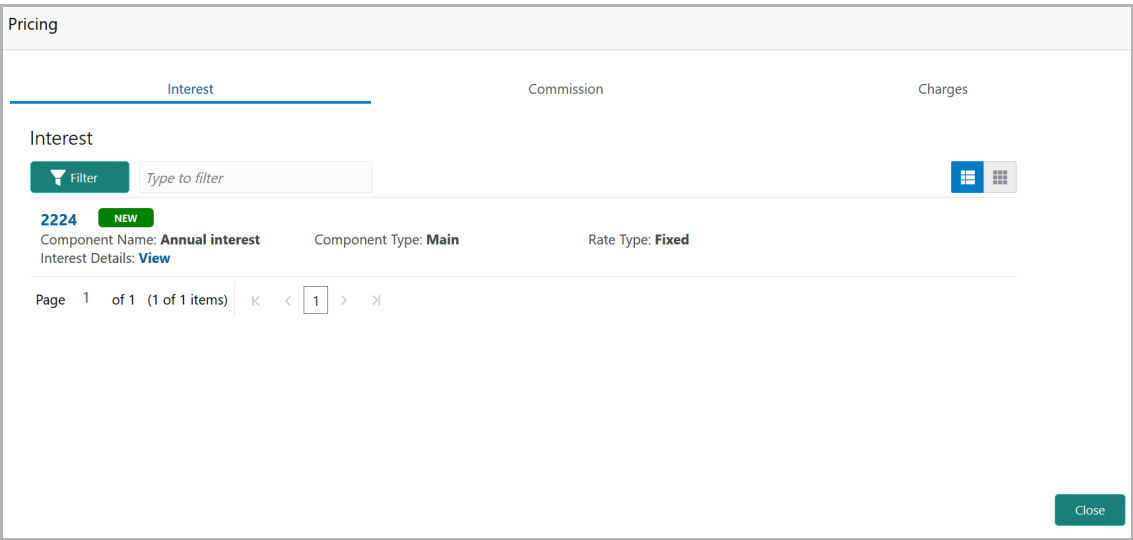 Pricing
Interest Commission Charges
Interest
Filter Type to filter
2224 NEW
Component Name: Annual interest Component Type: Main Rate Type: Fixed
Interest Details: View
Page 1 of 1 (1 of 1 items) 1
Close